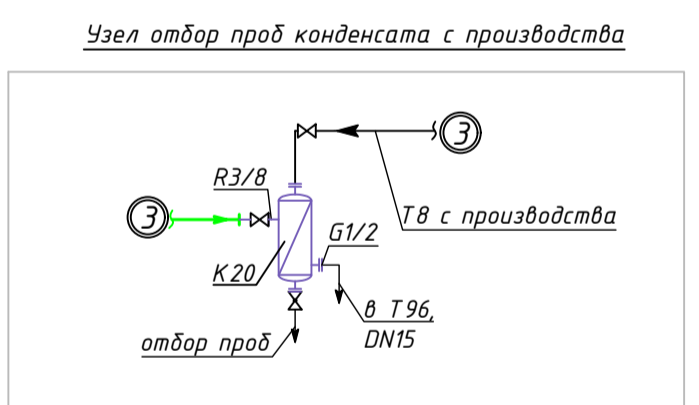 Узел отбор проб конденсата с производства
3
R3/8
3
Т8 с производства
G1/2
К20
в Т96,
DN15
отбор проб